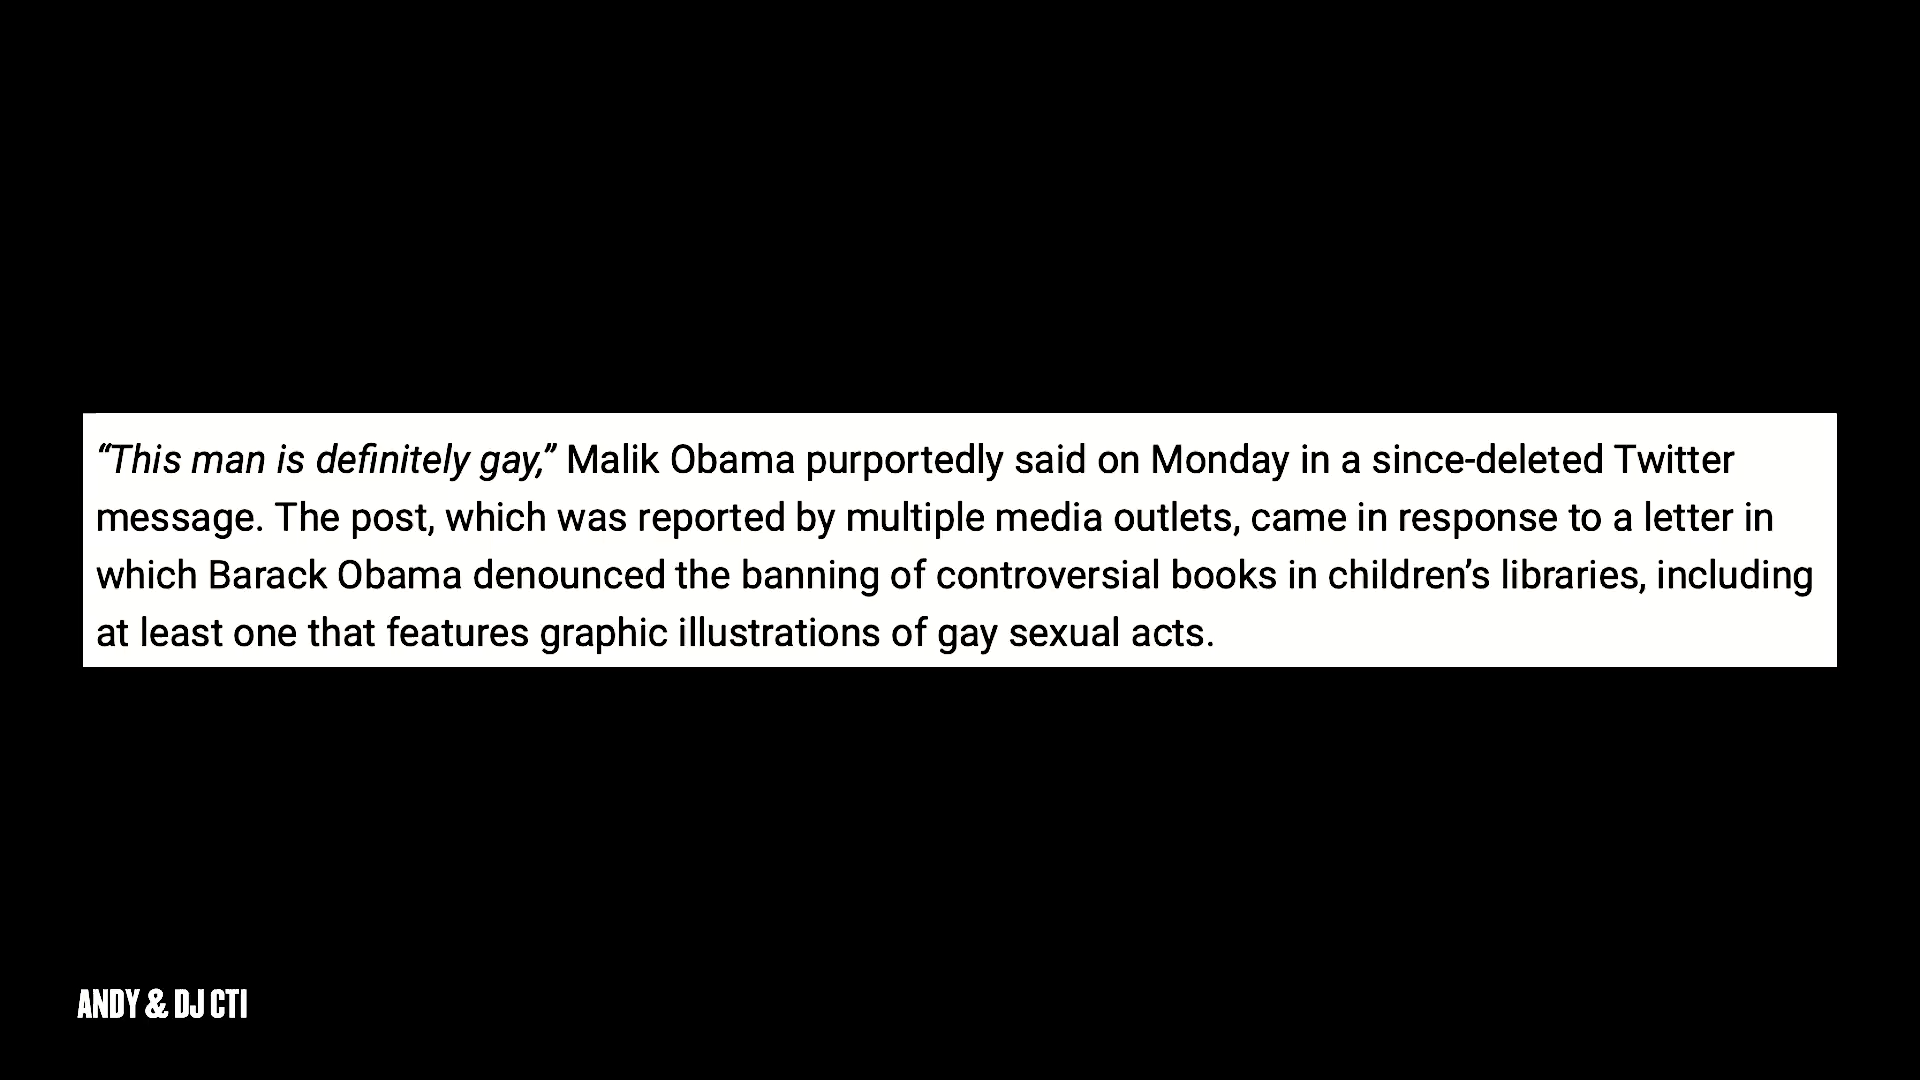 “This man is definitely gay,” Malik Obama purportedly said on Monday in a since-deleted Twitter
message. The post, which was reported by multiple media outlets, came in response to a letter in
which Barack Obama denounced the banning of controversial books in children’s libraries, including
at least one that features graphic illustrations of gay sexual acts.
ANDY & DJ CTI